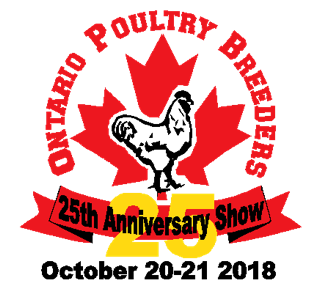 ONTARIO POULTRY BREEDERS
25
25th Anniversary Show
October 20-21 2018